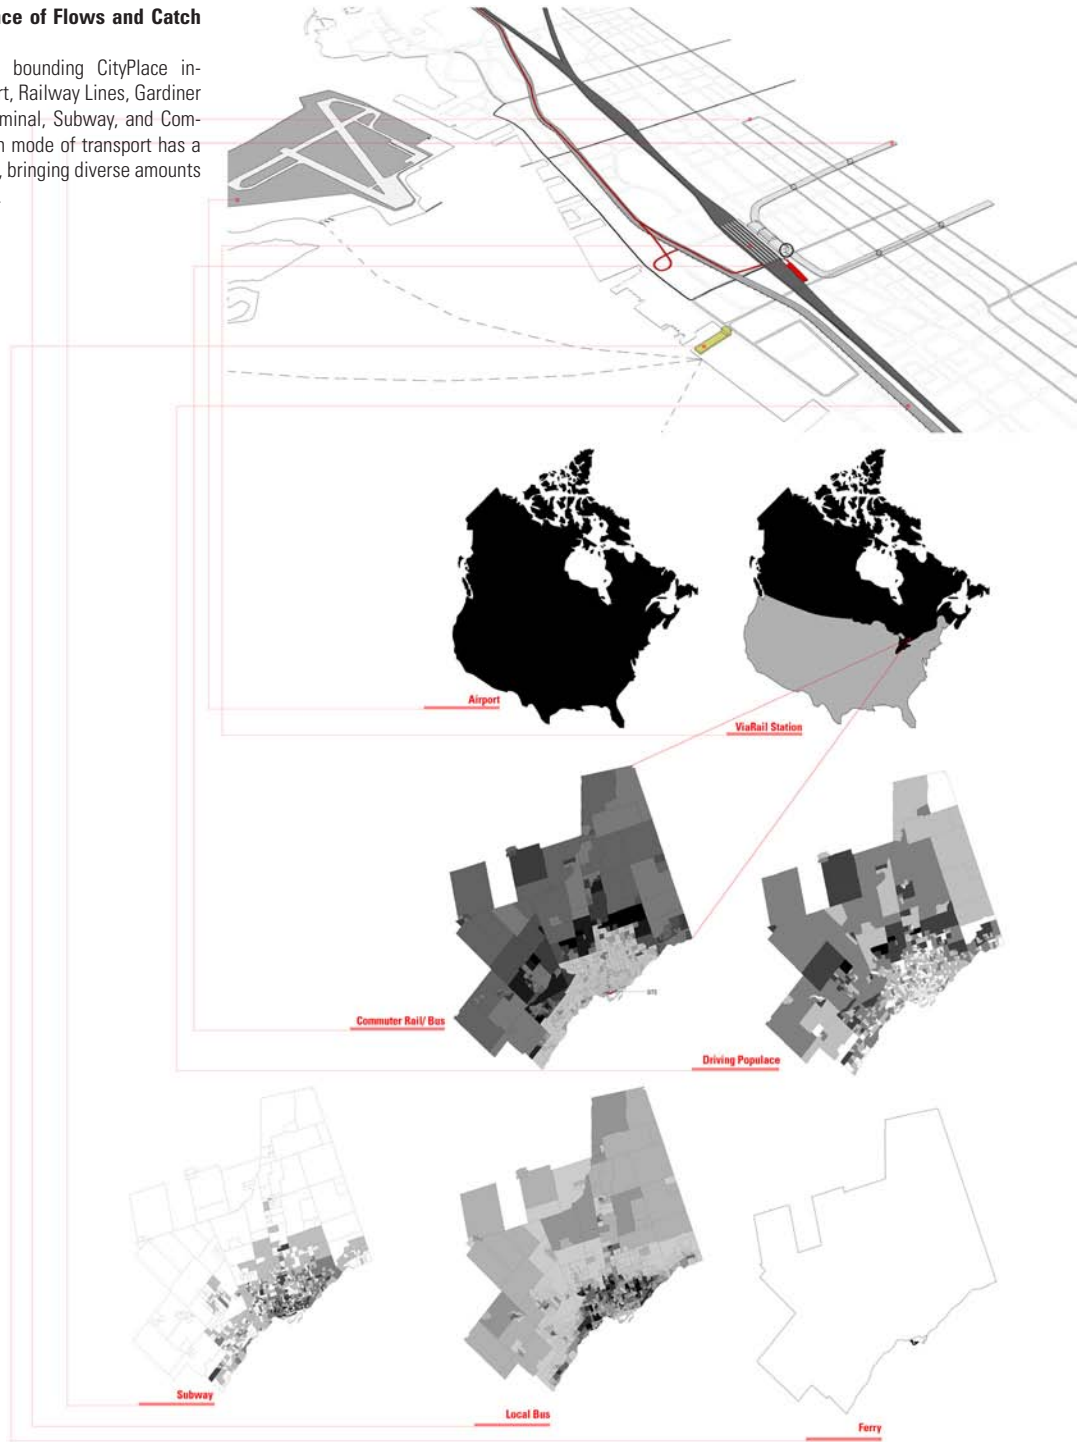 ce of Flows and Catch
bounding CityPlace in-
rt, Railway Lines, Gardiner
minal, Subway, and Com-
n mode of transport has a
, bringing diverse amounts
Airport
ViaRail Station
SITE
Commuter Rail/ Bus
Driving Populace
Subway
Local Bus
Ferry